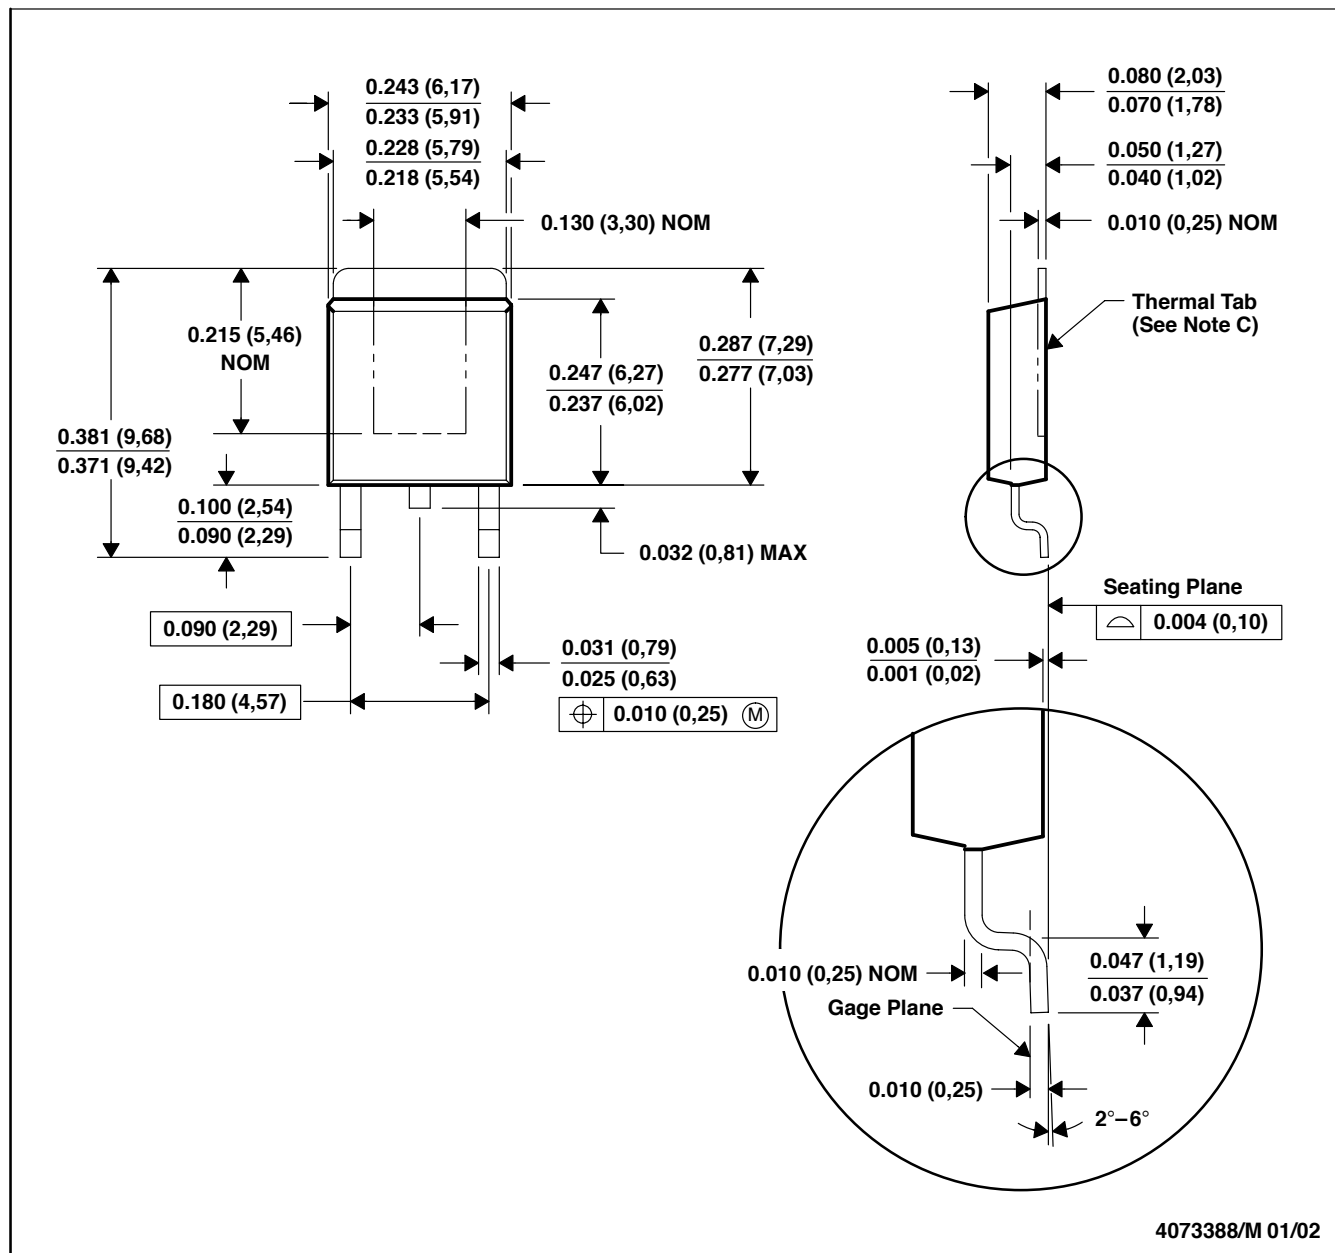 0.243 (6,17)
0.233 (5,91)
0.228 (5,79)
0.218 (5,54)
0.130 (3,30) NOM
0.215 (5,46)
NOM
0.247 (6,27)
0.237 (6,02)
0.287 (7,29)
0.277 (7,03)
0.381 (9,68)
0.371 (9,42)
0.100 (2,54)
0.090 (2,29)
0.032 (0,81) MAX
0.090 (2,29)
0.180 (4,57)
0.031 (0,79)
0.025 (0,63)
0.010 (0,25) M
0.080 (2,03)
0.070 (1,78)
0.050 (1,27)
0.040 (1,02)
0.010 (0,25) NOM
Thermal Tab
(See Note C)
Seating Plane
0.004 (0,10)
0.005 (0,13)
0.001 (0,02)
0.010 (0,25) NOM
Gage Plane
0.047 (1,19)
0.037 (0,94)
0.010 (0,25)
2°–6°
4073388/M 01/02